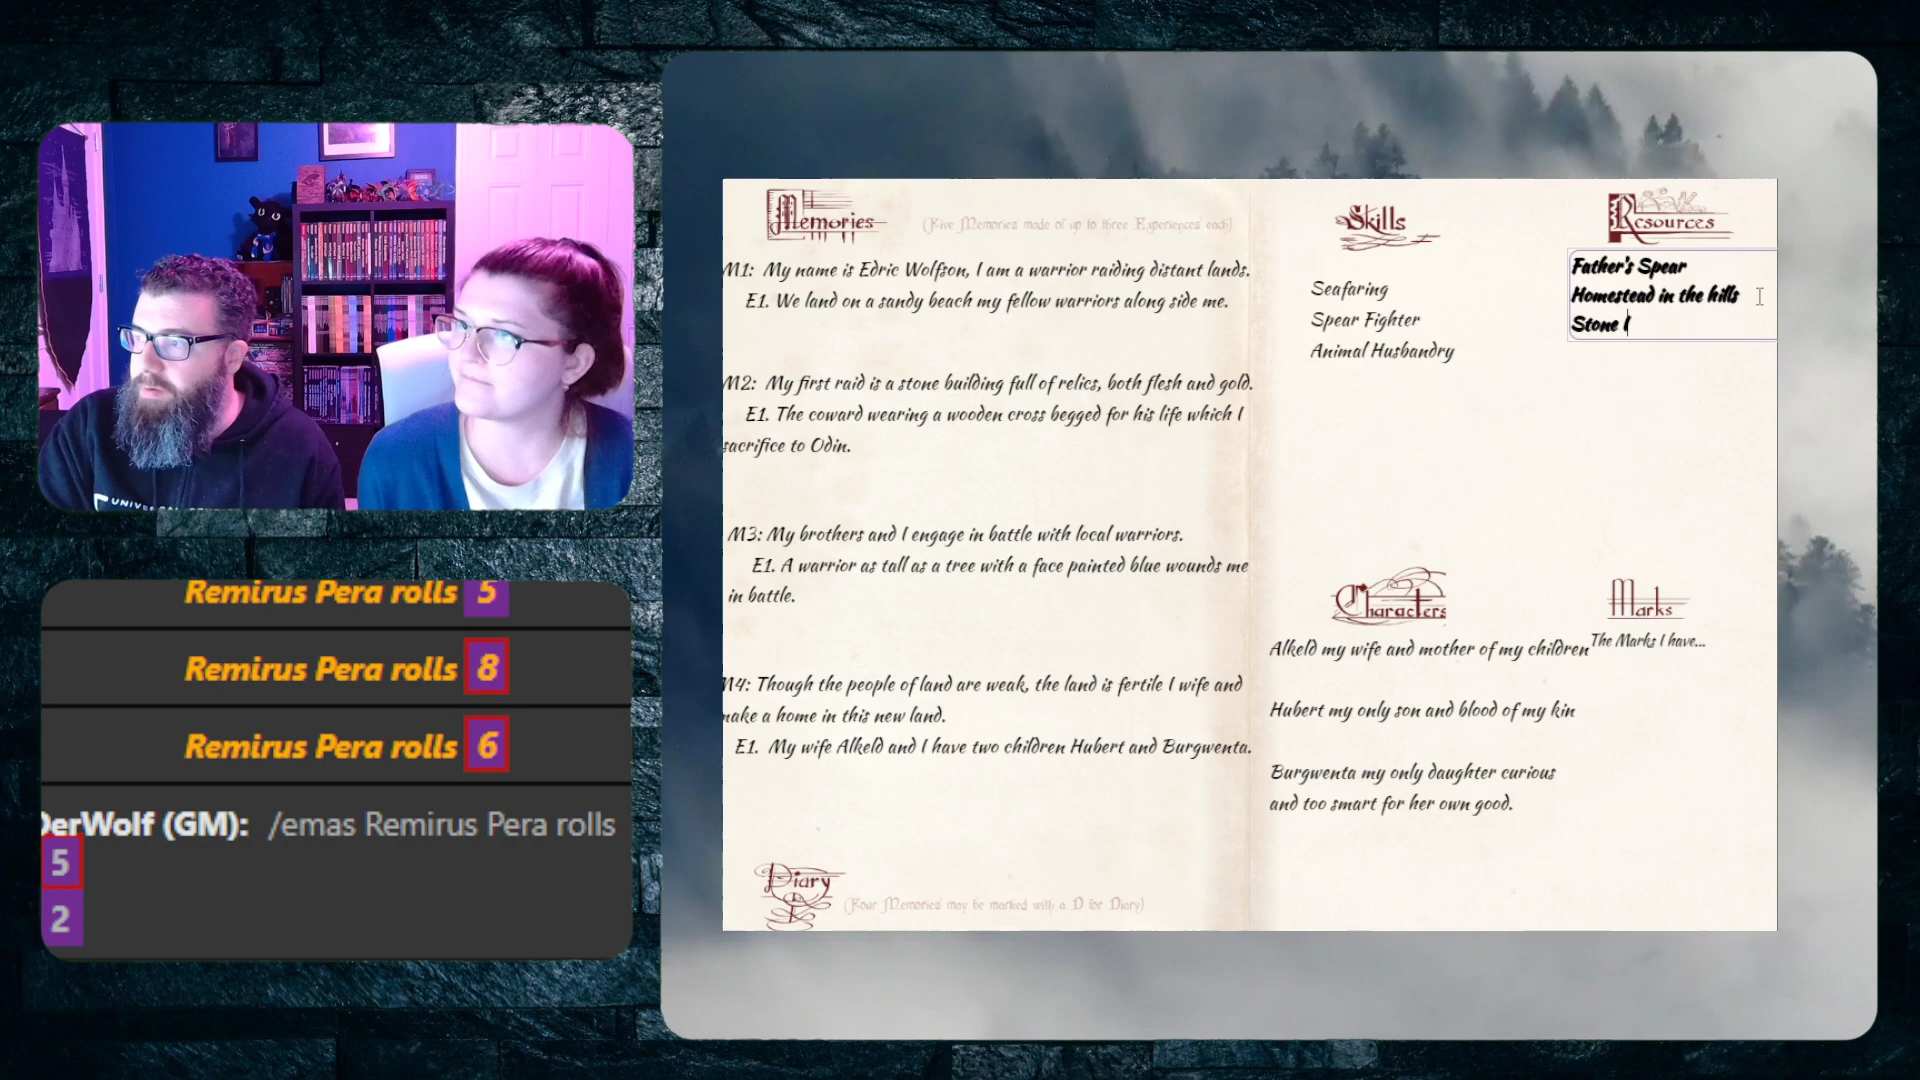 Memories
(Five Memories made of up to three Experiences each)
M1: My name is Edric Wolfson, I am a warrior raiding distant lands.
E1. We land on a sandy beach my fellow warriors along side me.
M2: My first raid is a stone building full of relics, both flesh and gold.
E1. The coward wearing a wooden cross begged for his life which I
sacrifice to Odin.
M3: My brothers and I engage in battle with local warriors.
E1. A warrior as tall as a tree with a face painted blue wounds me
in battle.
M4: Though the people of land are weak, the land is fertile I wife and
make a home in this new land.
E1. My wife Alkeld and I have two children Hubert and Burgwenta.
Diary
(Four Memories may be marked with a D for Diary)
Skills
Seafaring
Spear Fighter
Animal Husbandry
Resources
Father's Spear
Homestead in the hills
Stone I
Characters
Alkeld my wife and mother of my children
Hubert my only son and blood of my kin
Burgwenta my only daughter curious
and too smart for her own good.
Marks
The Marks I have...
Remirus Pera rolls 5
Remirus Pera rolls 8
Remirus Pera rolls 6
DerWolf (GM): /emas Remirus Pera rolls
5
2